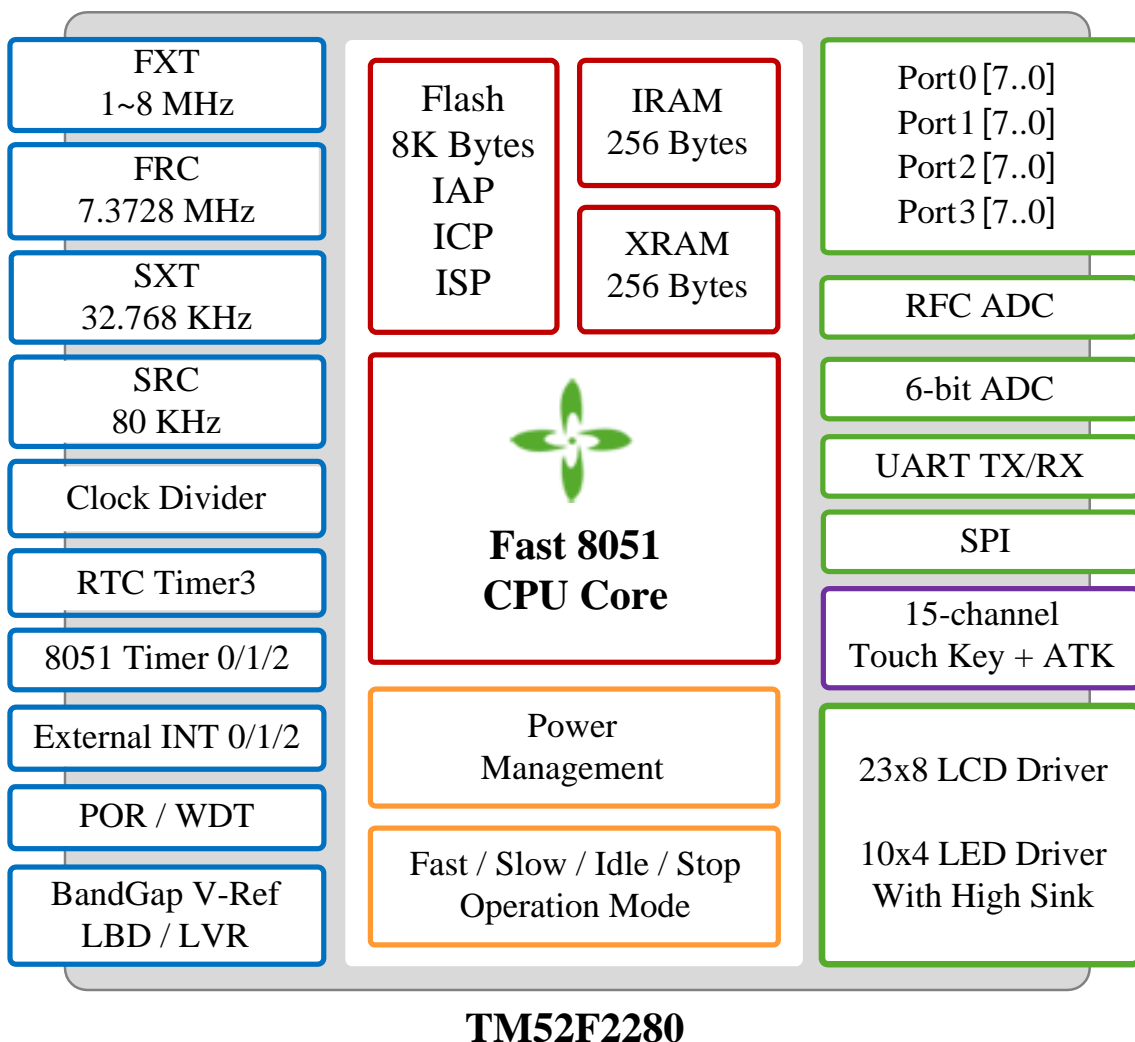 FXT
1~8 MHz
FRC
7.3728 MHz
SXT
32.768 KHz
SRC
80 KHz
Clock Divider
RTC Timer3
8051 Timer 0/1/2
External INT 0/1/2
POR / WDT
BandGap V-Ref
LBD / LVR
Flash
8K Bytes
IAP
ICP
ISP
IRAM
256 Bytes
XRAM
256 Bytes
Fast 8051
CPU Core
Power
Management
Fast / Slow / Idle / Stop
Operation Mode
Port0 [7..0]
Port1 [7..0]
Port2 [7..0]
Port3 [7..0]
RFC ADC
6-bit ADC
UART TX/RX
SPI
15-channel
Touch Key + ATK
23x8 LCD Driver
10x4 LED Driver
With High Sink
TM52F2280